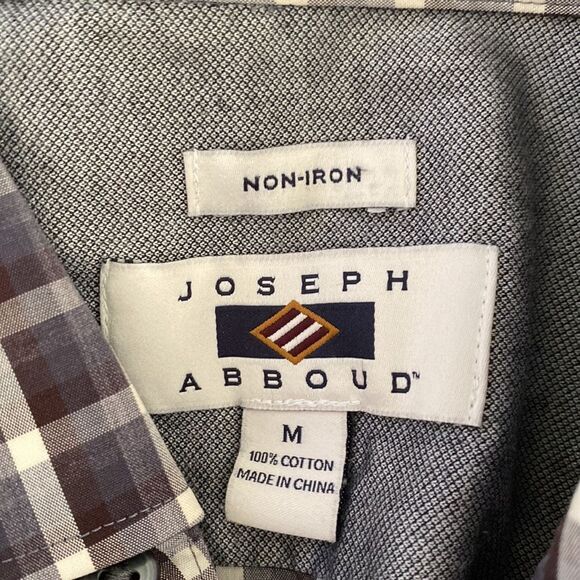 NON-IRON
JOSEPH
ABBOUD™
M
100% COTTON
MADE IN CHINA